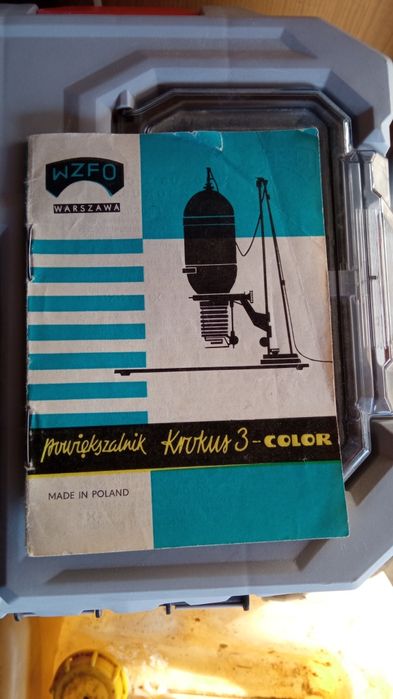 WZFO
WARSZAWA
powiększalnik Krokus 3-COLOR
MADE IN POLAND